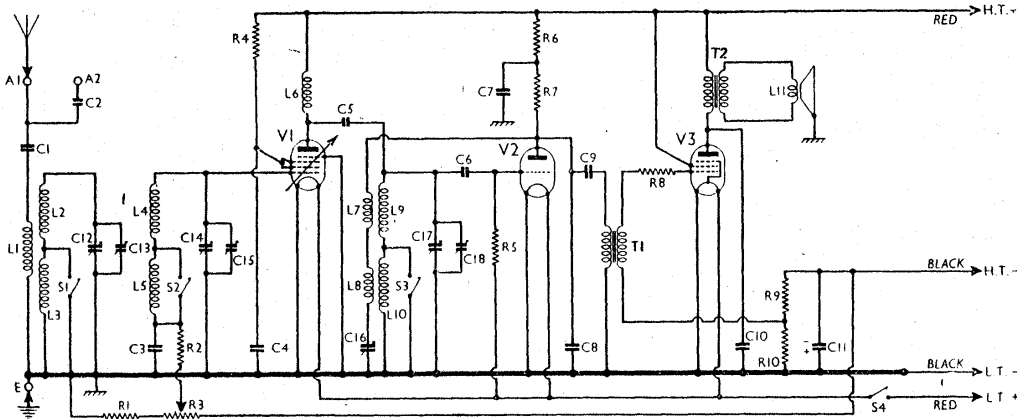 H.T.+
RED
R4
R6
T2
A1
A2
C2
L6
C5
C7
R7
L11
V1
V2
V3
C1
C6
C9
R8
L2
L4
L7
L9
L1
C12
C13
C14
C15
C17
C18
R5
T1
S1
L5
S2
L8
S3
BLACK
H.T.-
L3
L10
R9
C3
R2
C4
C16
C8
C10
R10
- +
C11
E
BLACK
L.T. -
R1
R3
S4
RED
L.T +